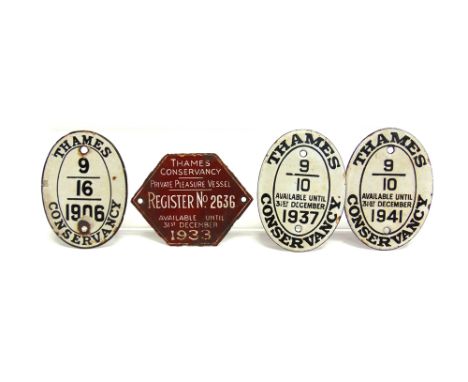 THAMES
9
16
1906
CONSERVANCY
THAMES
CONSERVANCY
PRIVATE PLEASURE VESSEL
REGISTER No 2636
AVAILABLE UNTIL
31ST DECEMBER
1933
THAMES
9
10
AVAILABLE UNTIL
31ST DECEMBER
1937
CONSERVANCY
THAMES
9
10
AVAILABLE UNTIL
31ST DECEMBER
1941
CONSERVANCY